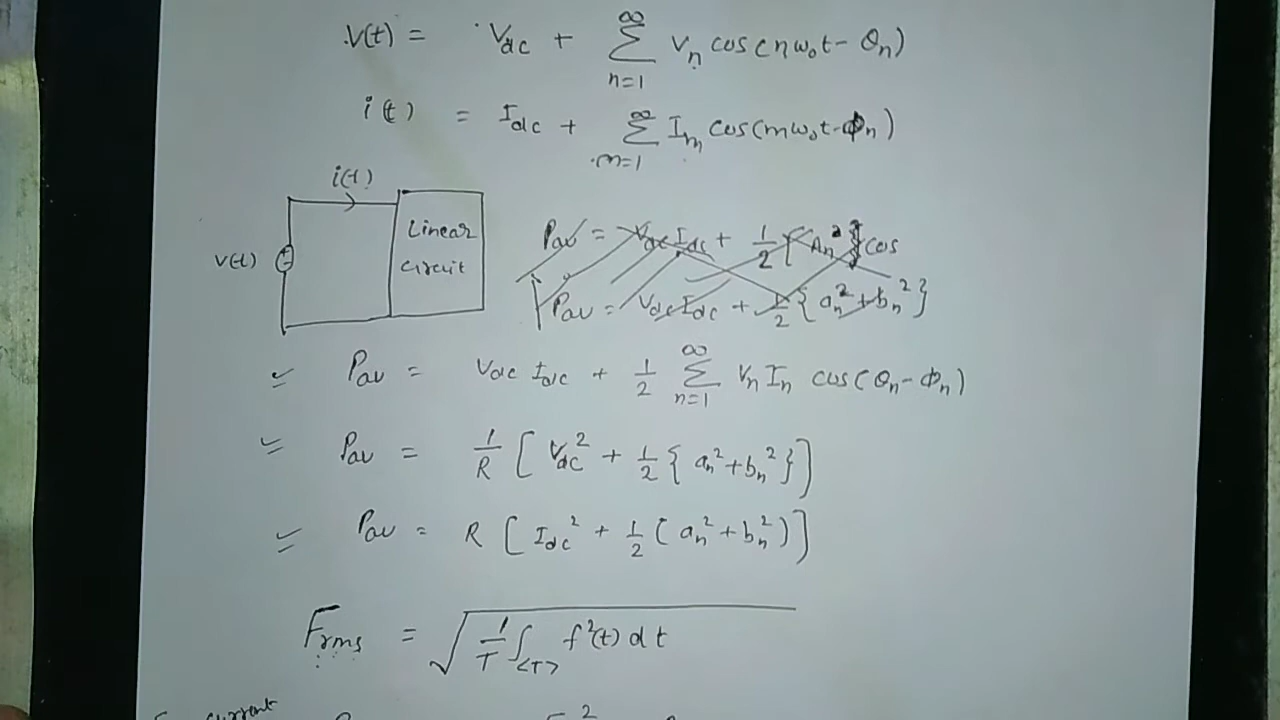 v(t) = Vdc + ∞ Σ n=1 Vn cos(nω₀t - θn)
i(t) = Idc + ∞ Σ m=1 Im cos(mω₀t - Φn)
i(t)
v(t)
Linear
circuit
Pav = Vdc Idc + 1/2 { An² } cos
Pav = Vdc Idc + 1/2 { an² + bn² }
Pav = Vdc Idc + 1/2 ∞ Σ n=1 Vn In cos(θn - Φn)
Pav = 1/R [ Vdc² + 1/2 { an² + bn² } ]
Pav = R [ Idc² + 1/2 ( an² + bn² ) ]
Frms = √ 1/T ∫<T> f²(t) dt
current